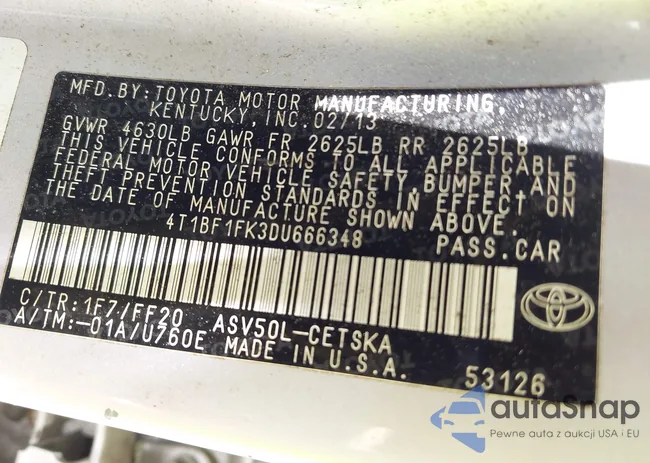 MFD. BY: TOYOTA MOTOR MANUFACTURING,
KENTUCKY, INC. 02/13
GVWR 4630LB GAWR FR 2625LB RR 2625LB
THIS VEHICLE CONFORMS TO ALL APPLICABLE
FEDERAL MOTOR VEHICLE SAFETY, BUMPER, AND
THEFT PREVENTION STANDARDS IN EFFECT ON
THE DATE OF MANUFACTURE SHOWN ABOVE.
4T1BF1FK3DU666348 PASS. CAR
C/TR: 1F7/FF20 ASV50L-CETSKA
A/TM:-01A/U760E MADE IN U.S.A.
53126
autoSnap
Pewne auta z aukcji USA i EU